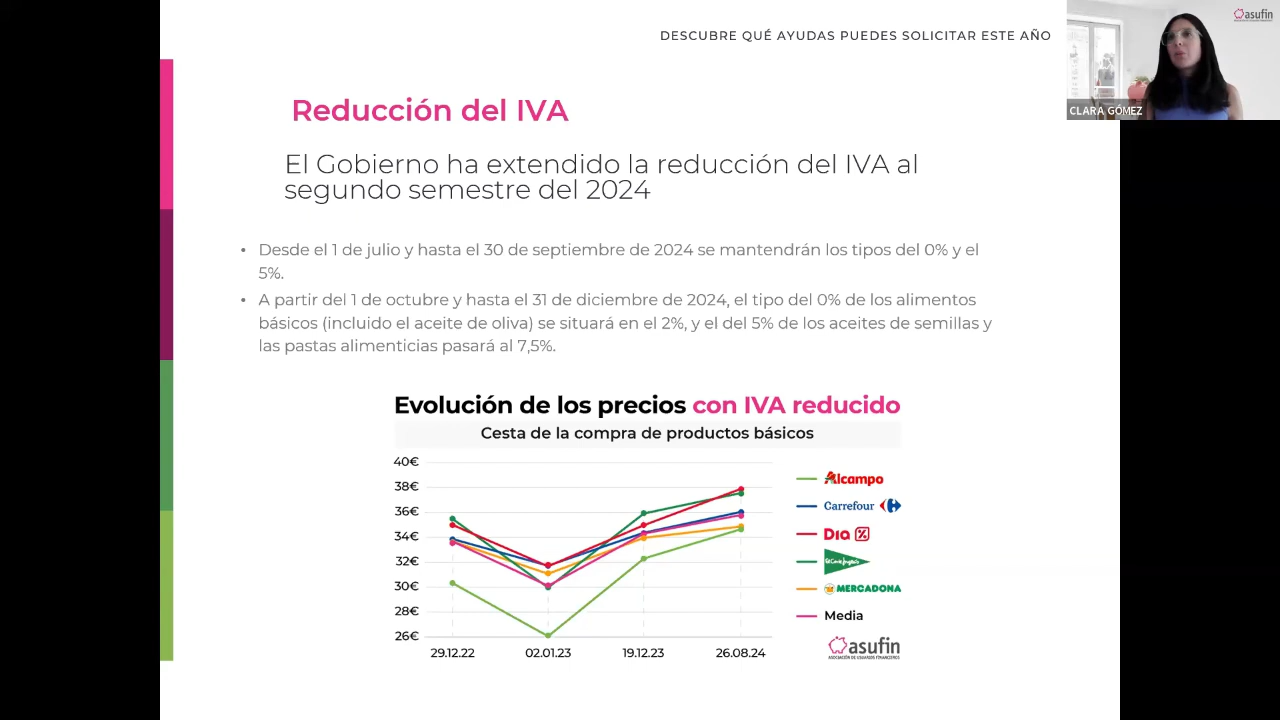 DESCUBRE QUÉ AYUDAS PUEDES SOLICITAR ESTE AÑO
asufin
CLARA GÓMEZ
Reducción del IVA
El Gobierno ha extendido la reducción del IVA al
segundo semestre del 2024
• Desde el 1 de julio y hasta el 30 de septiembre de 2024 se mantendrán los tipos del 0% y el
5%.
• A partir del 1 de octubre y hasta el 31 de diciembre de 2024, el tipo del 0% de los alimentos
básicos (incluido el aceite de oliva) se situará en el 2%, y el del 5% de los aceites de semillas y
las pastas alimenticias pasará al 7,5%.
Evolución de los precios con IVA reducido
Cesta de la compra de productos básicos
40€
38€
36€
34€
32€
30€
28€
26€
29.12.22 02.01.23 19.12.23 26.08.24
Alcampo
Carrefour
Dia %
El Corte Inglés
MERCADONA
Media
asufin
ASOCIACIÓN DE USUARIOS FINANCIEROS